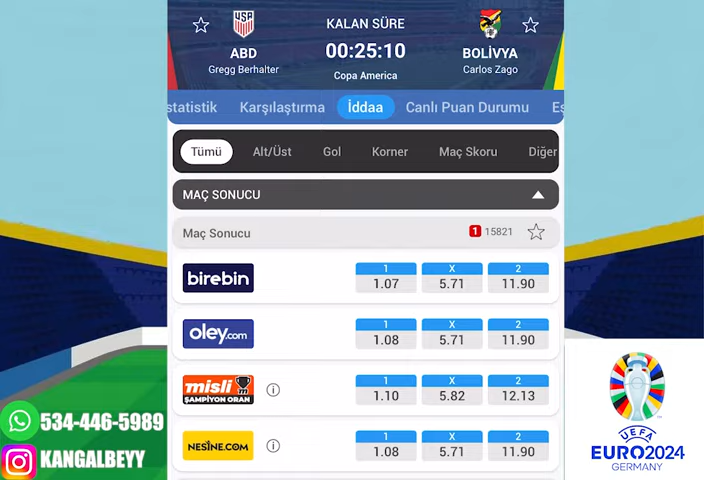 USA
KALAN SÜRE
ABD
00:25:10
BOLİVYA
Gregg Berhalter
Copa America
Carlos Zago
statistik Karşılaştırma İddaa Canlı Puan Durumu Es
Tümü Alt/Üst Gol Korner Maç Skoru Diğer
MAÇ SONUCU
Maç Sonucu 1 15821
birebin
1 X 2
1.07 5.71 11.90
oley.com
1 X 2
1.08 5.71 11.90
misli
ŞAMPİYON ORAN
1 X 2
1.10 5.82 12.13
NESİNE.COM
1 X 2
1.08 5.71 11.90
534-446-5989
KANGALBEYY
UEFA
EURO2024
GERMANY